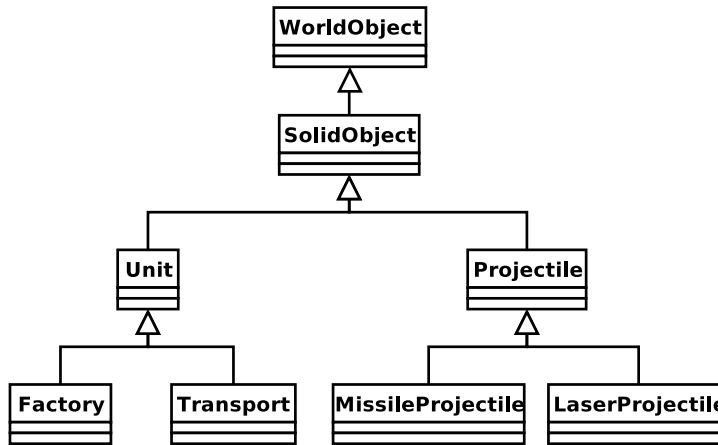 WorldObject
SolidObject
Unit
Projectile
Factory
Transport
MissileProjectile
LaserProjectile